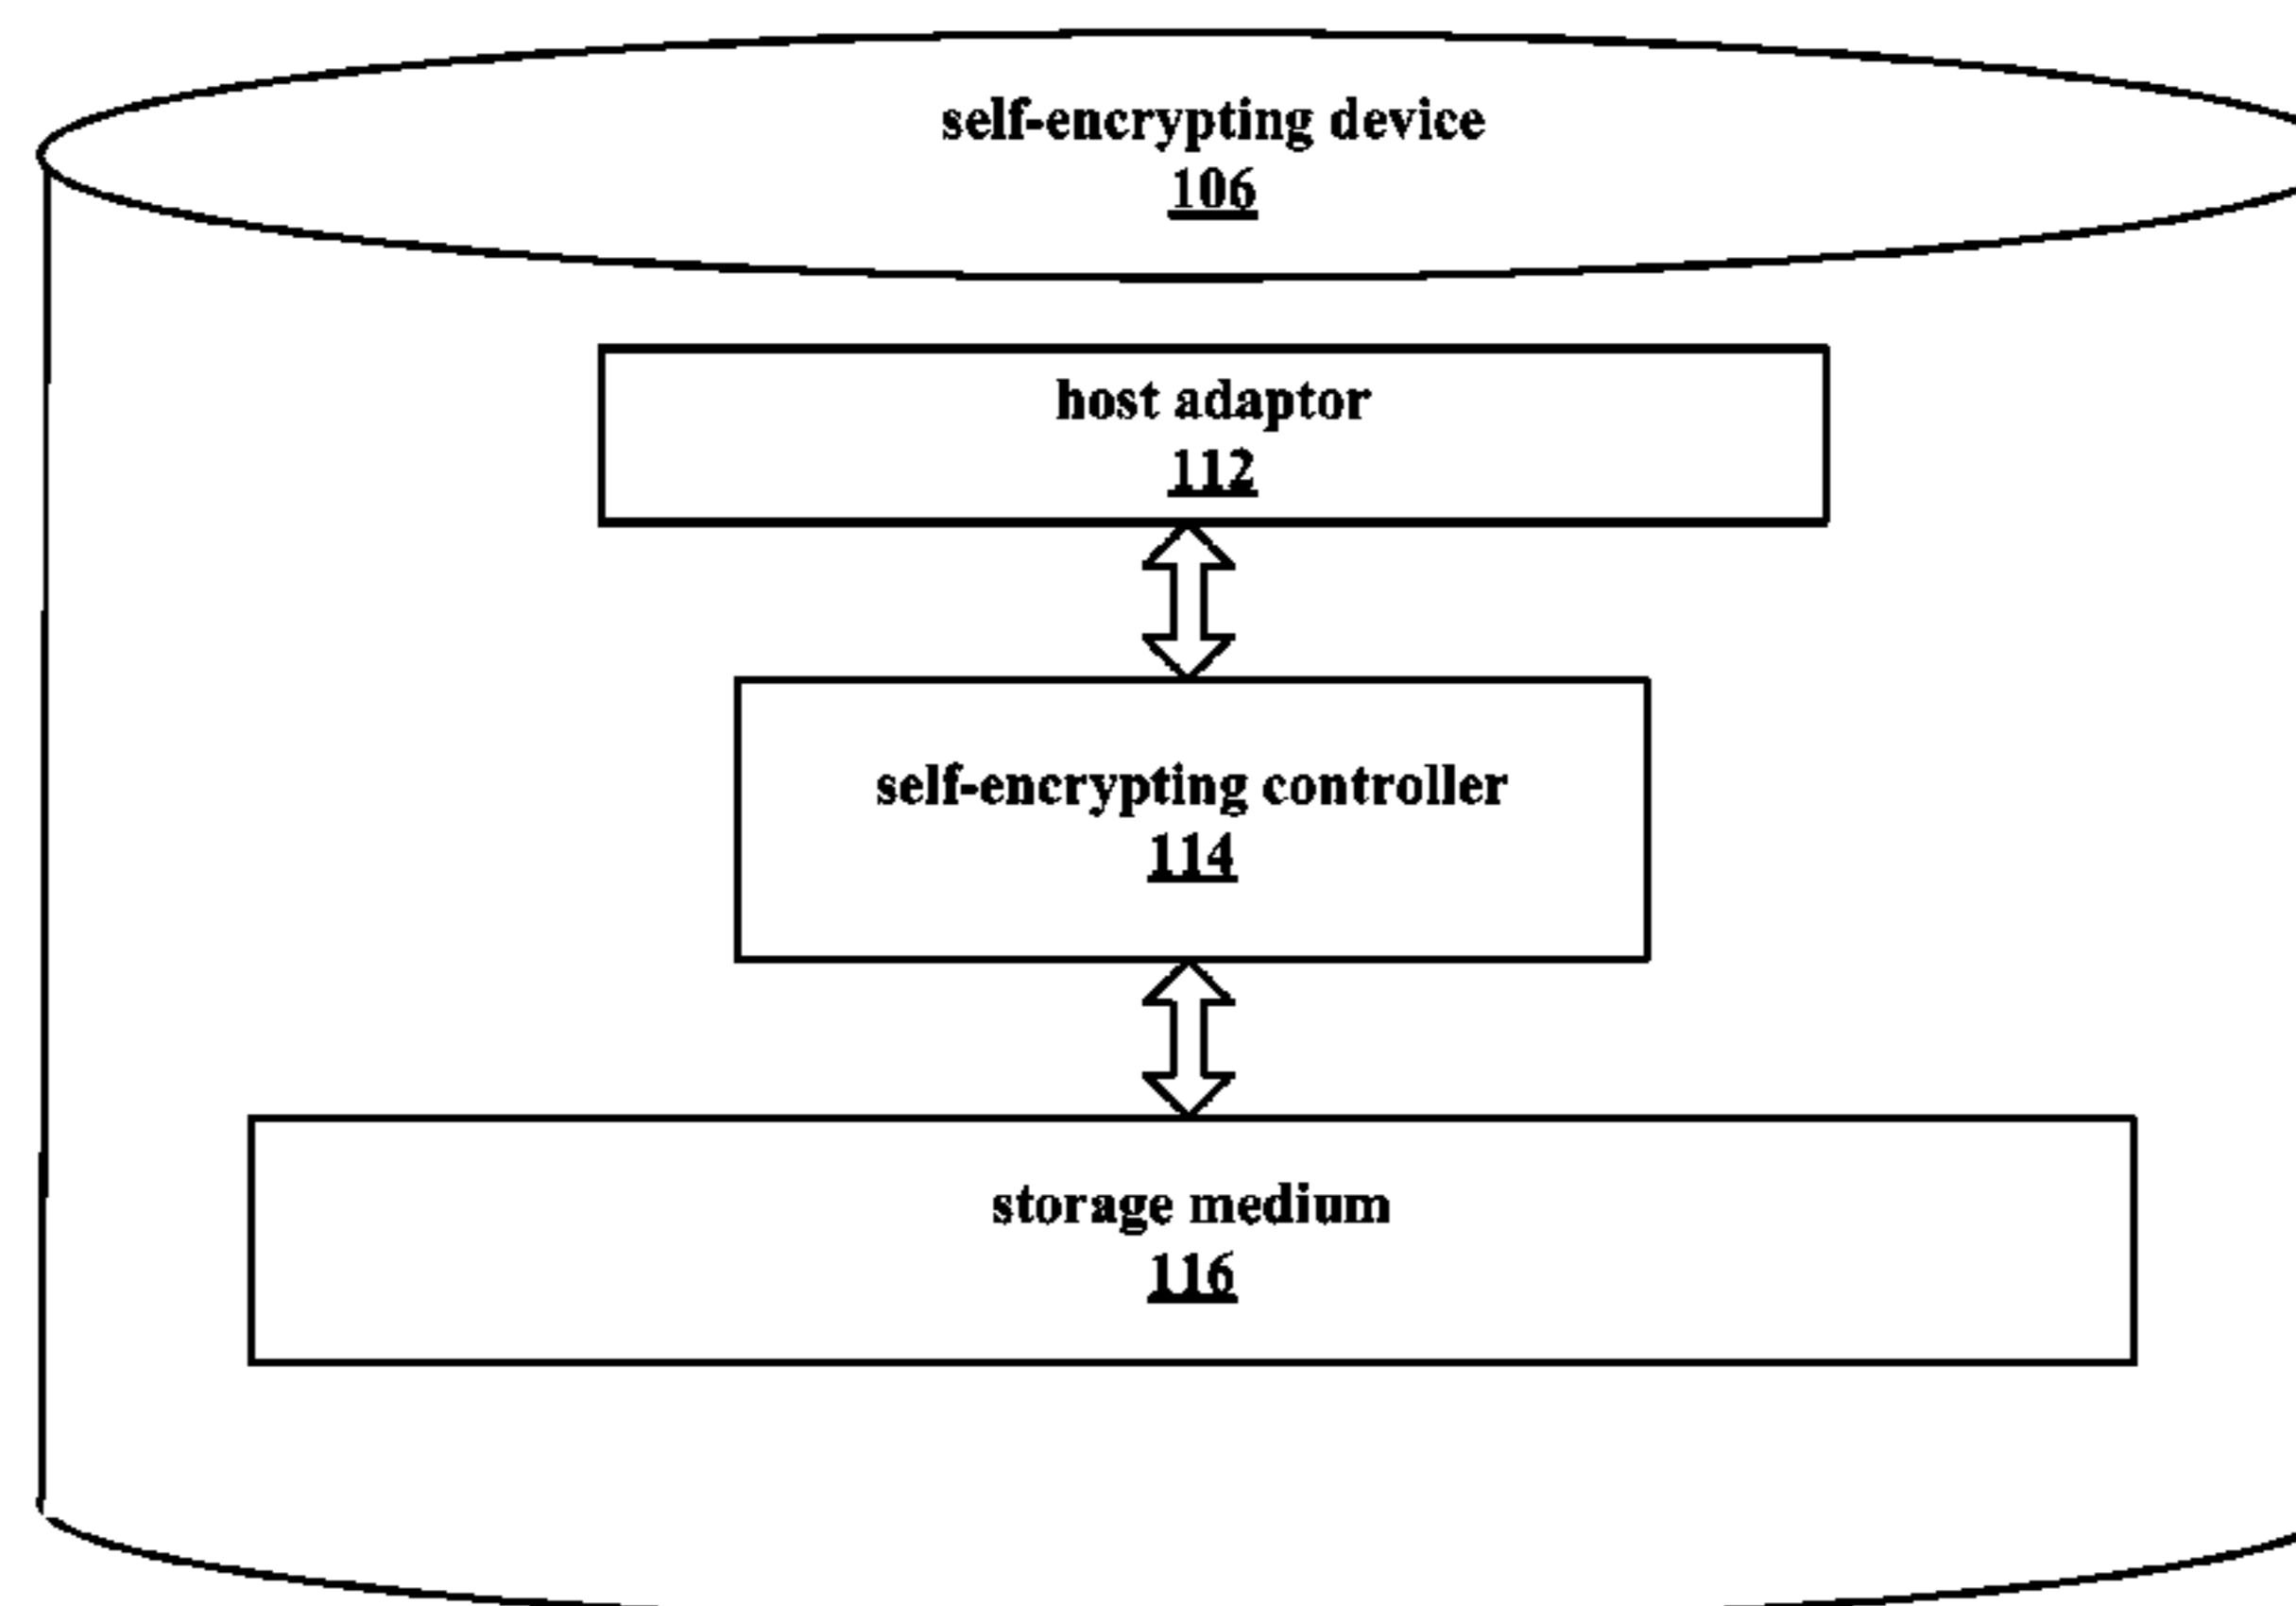 self-encrypting device
106
host adaptor
112
self-encrypting controller
114
storage medium
116